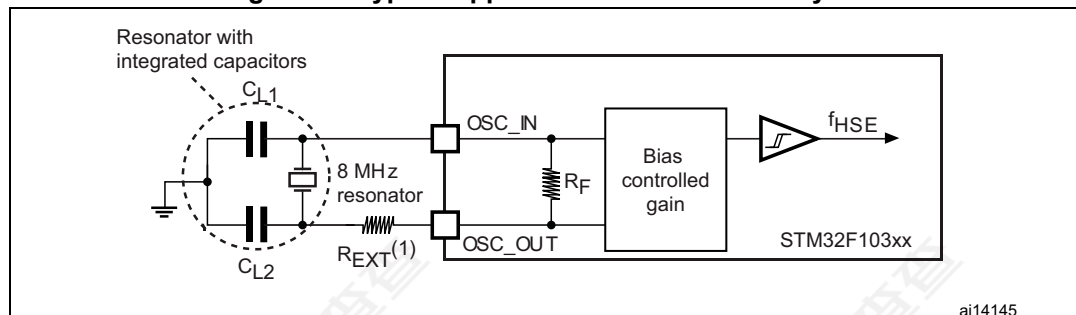 Resonator with
integrated capacitors
CL1
OSC_IN
fHSE
8 MHz
resonator
RF
Bias
controlled
gain
REXT(1)
OSC_OUT
STM32F103xx
CL2
ai14145